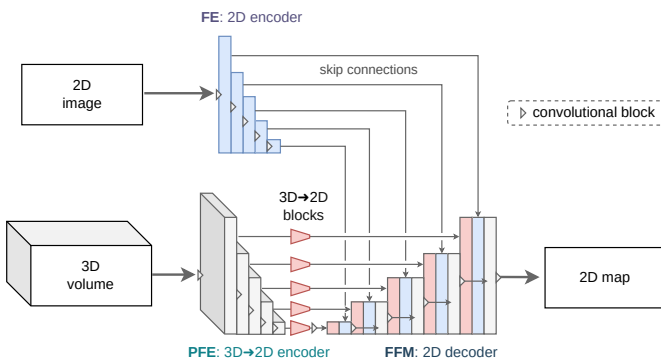 FE: 2D encoder
2D
image
skip connections
convolutional block
3D➔2D
blocks
3D
volume
2D map
PFE: 3D➔2D encoder
FFM: 2D decoder